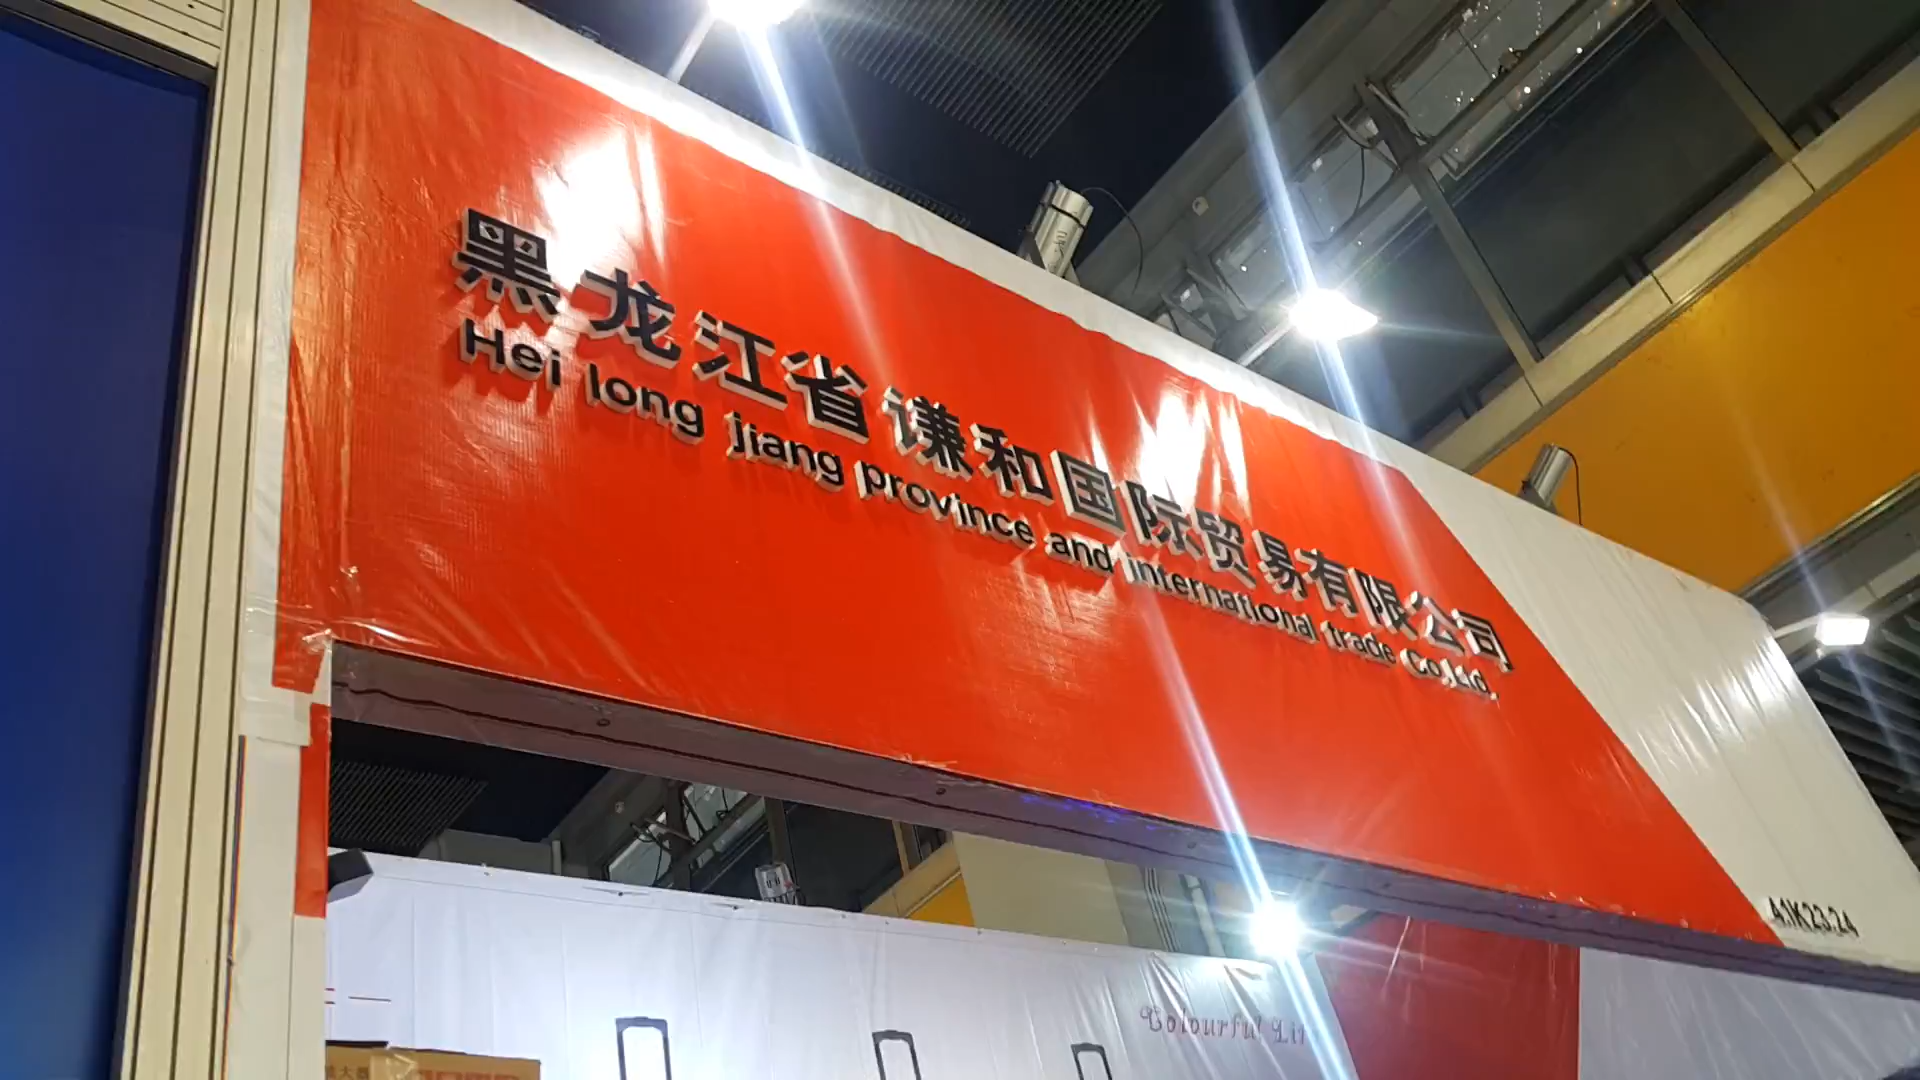 黑龙江省谦和国际贸易有限公司
Hei long jiang province and international trade Co,Ltd.
A1K23.24
Colourful